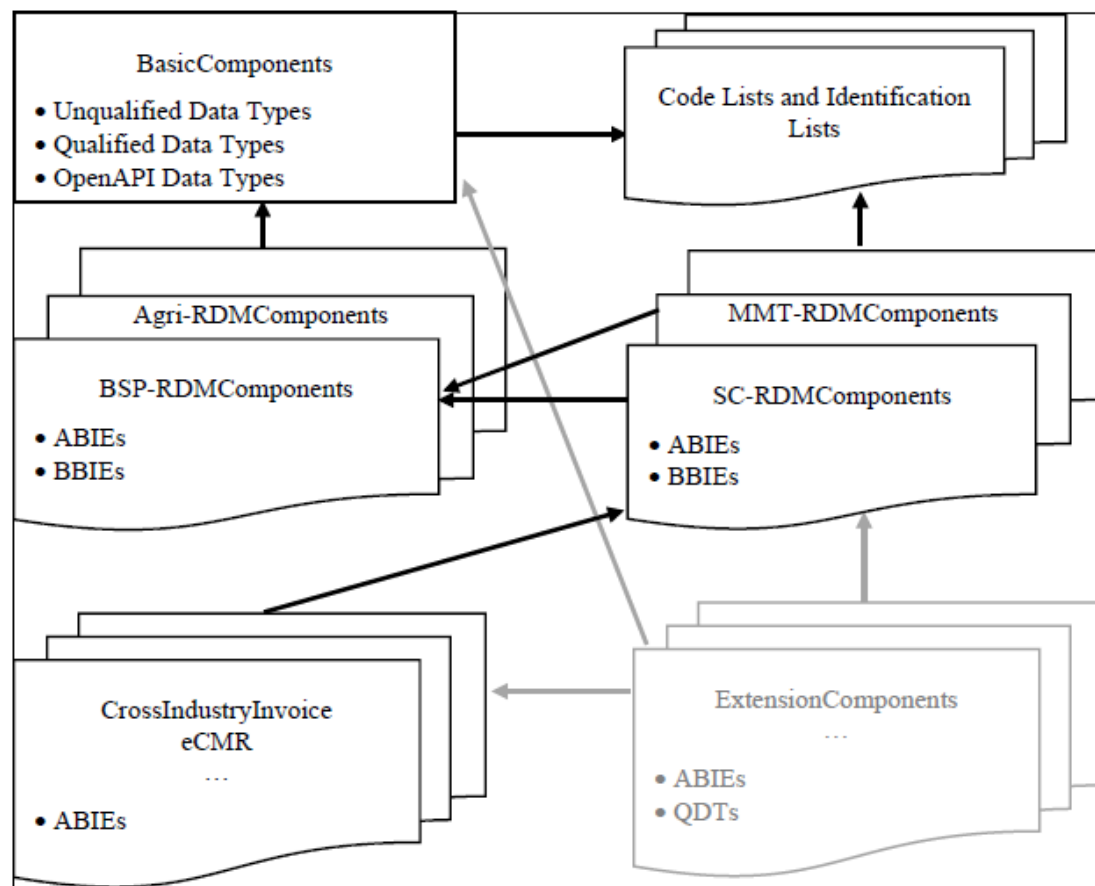 BasicComponents
• Unqualified Data Types
• Qualified Data Types
• OpenAPI Data Types
Code Lists and Identification
Lists
Agri-RDMComponents
BSP-RDMComponents
• ABIEs
• BBIEs
MMT-RDMComponents
SC-RDMComponents
• ABIEs
• BBIEs
CrossIndustryInvoice
eCMR
…
• ABIEs
ExtensionComponents
…
• ABIEs
• QDTs